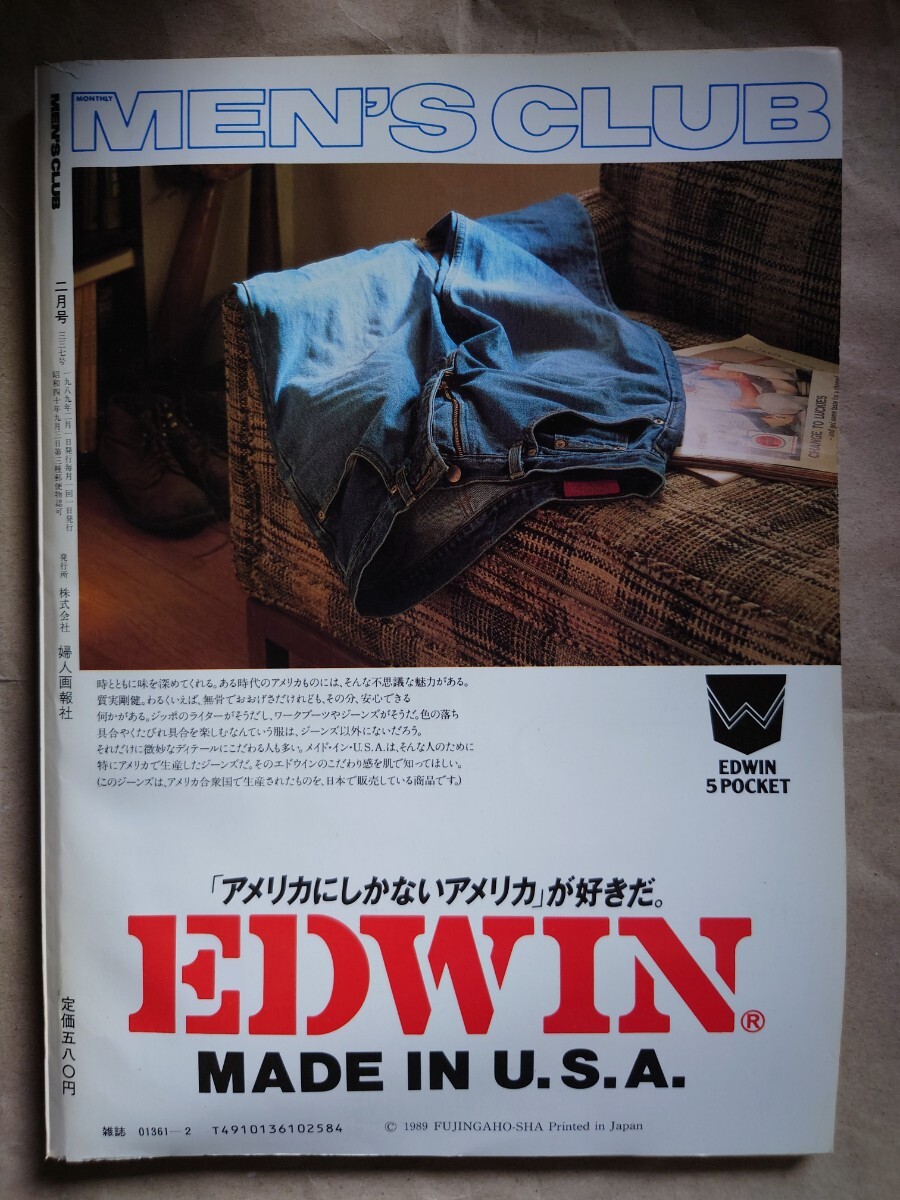 MONTHLY
MEN'S CLUB
MEN'S CLUB
二月号
三三七号
一九八九年二月一日発行毎月一回一日発行
昭和四十年九月二日第三種郵便物認可
発行所
株式会社
婦人画報社
定価五八〇円
CHANGE TO LUCKIES
時とともに味を深めてくれる。ある時代のアメリカものには、そんな不思議な魅力がある。
質実剛健。わるくいえば、無骨でおおげさだけれども、その分、安心できる
何かがある。ジッポのライターがそうだし、ワークブーツやジーンズがそうだ。色の落ち
具合やくたびれ具合を楽しむなんていう服は、ジーンズ以外にないだろう。
それだけに微妙なディテールにこだわる人も多い。メイド・イン・U.S.A.は、そんな人のために
特にアメリカで生産したジーンズだ。そのエドウインのこだわり感を肌で知ってほしい。
(このジーンズは、アメリカ合衆国で生産されたものを、日本で販売している商品です。)
EDWIN
5 POCKET
「アメリカにしかないアメリカ」が好きだ。
EDWIN®
MADE IN U.S.A.
雑誌 01361-2 T4910136102584 © 1989 FUJINGAHO-SHA Printed in Japan